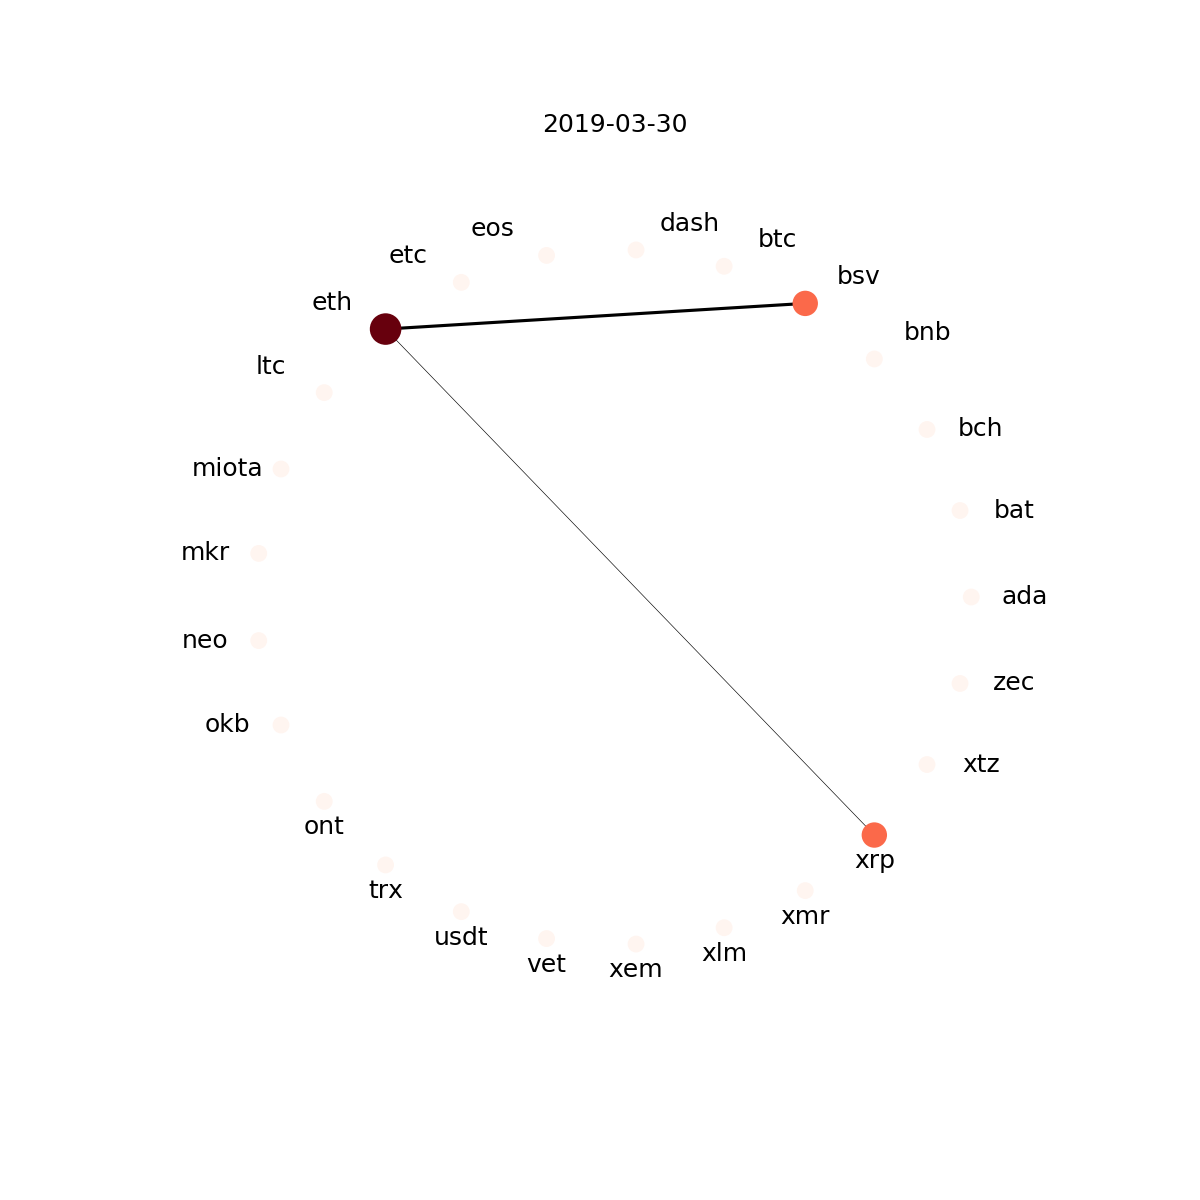 2019-03-30
dash
eos
btc
etc
bsv
eth
bnb
ltc
bch
miota
bat
mkr
ada
neo
zec
okb
xtz
ont
xrp
trx
xmr
usdt
xlm
vet
xem